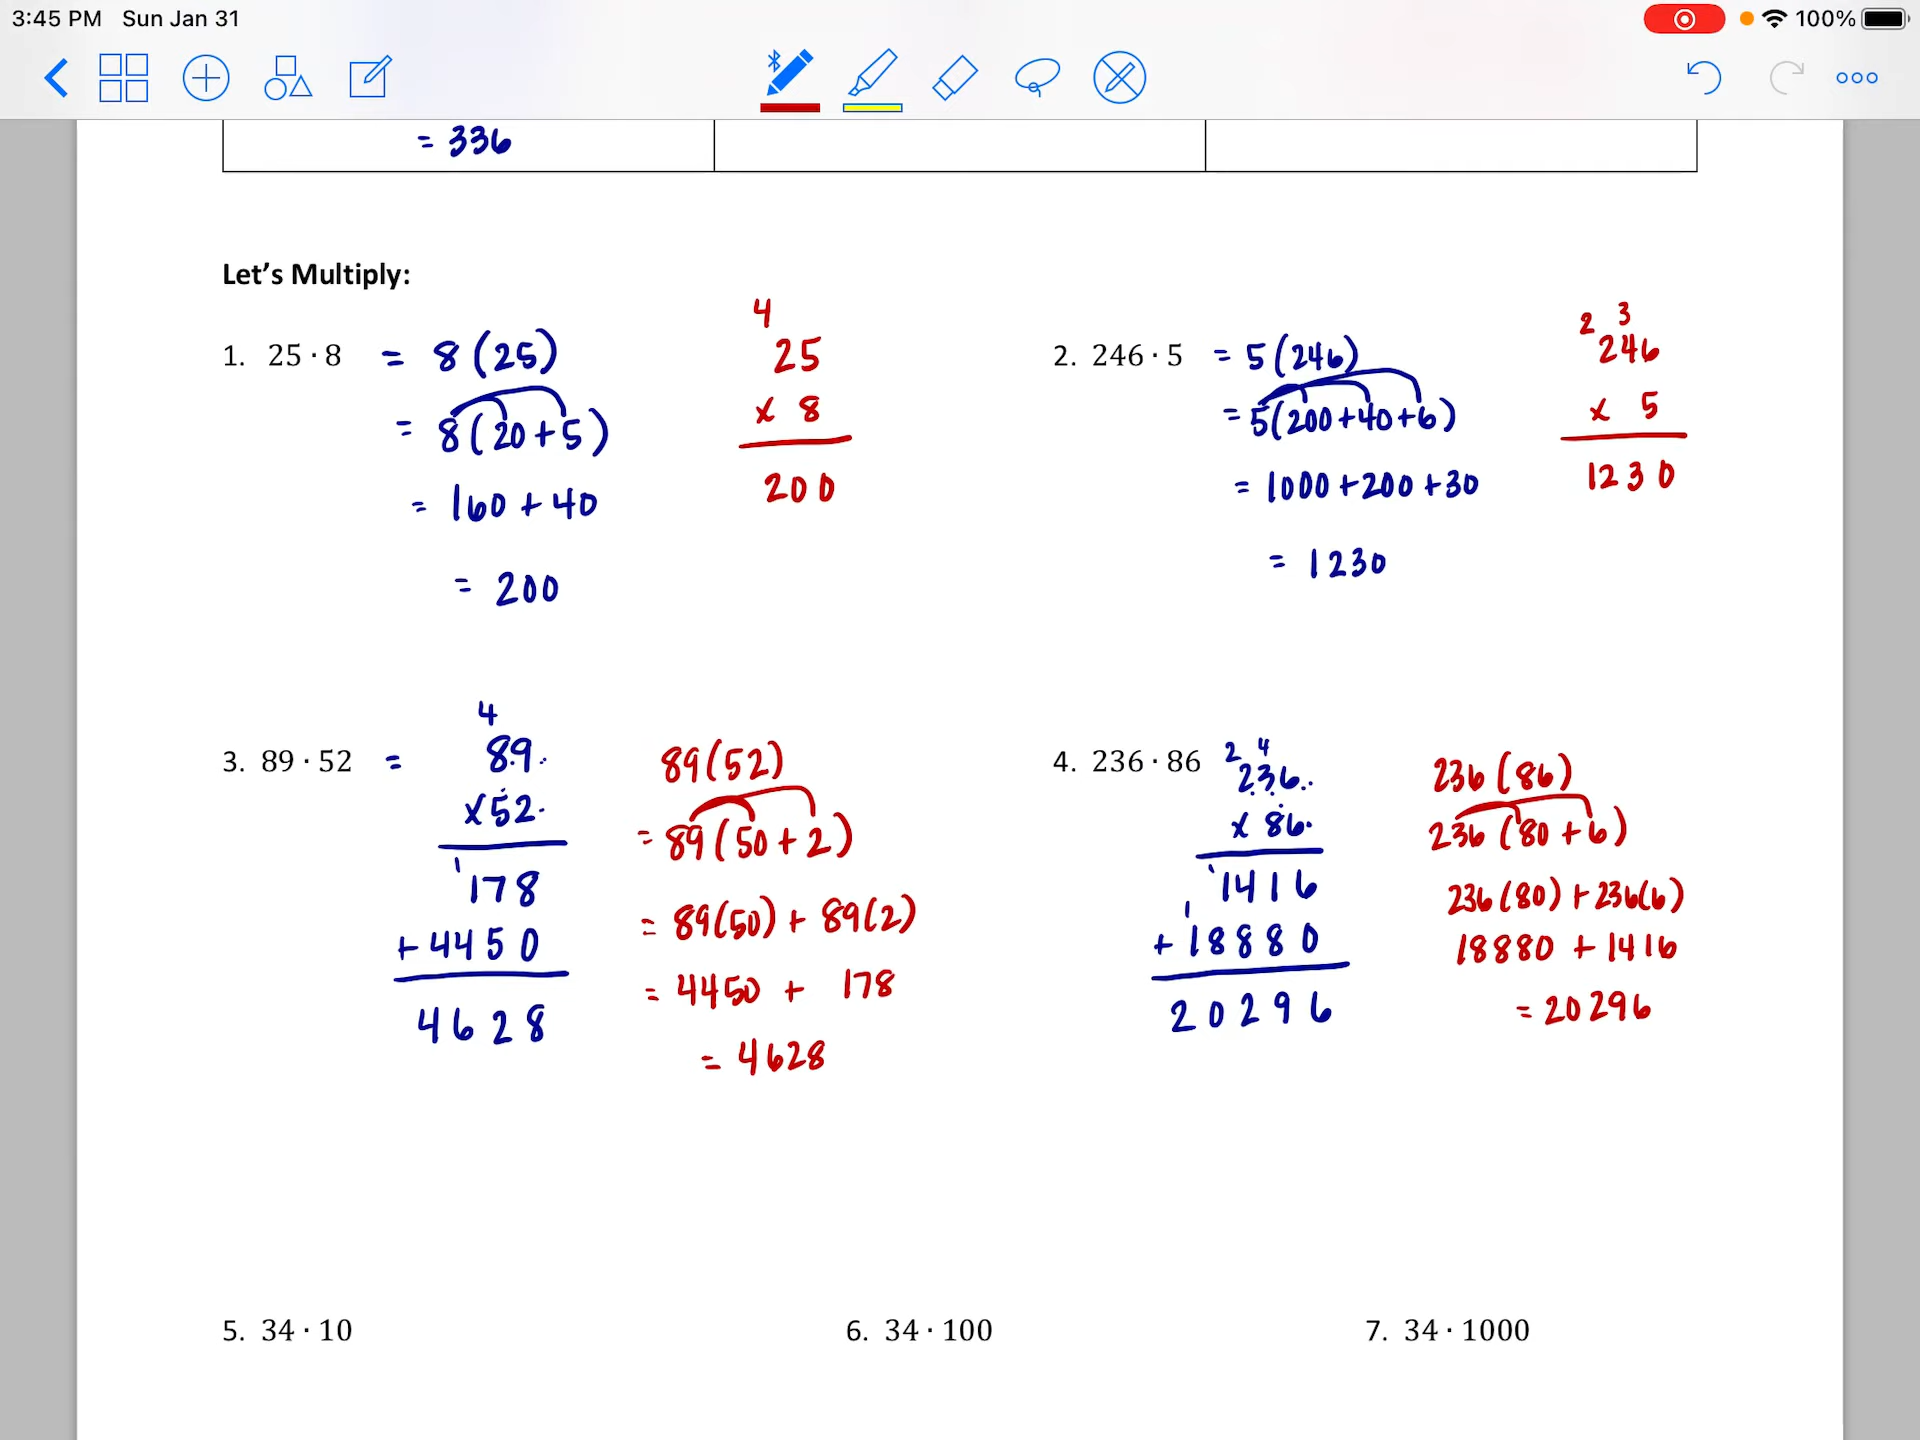 3:45 PM Sun Jan 31
100%
= 336
Let's Multiply:
1. 25 · 8 = 8 (25)
= 8 (20 + 5)
= 160 + 40
= 200
4
25
x 8
200
2. 246 · 5 = 5 (246)
= 5 (200 + 40 + 6)
= 1000 + 200 + 30
= 1230
2 3
246
x 5
1230
3. 89 · 52 =
4
89
x 52
1
178
+ 4450
4628
89 (52)
= 89 (50 + 2)
= 89 (50) + 89 (2)
= 4450 + 178
= 4628
4. 236 · 86
2 4
236
x 86
1 1
1416
+ 18880
20296
236 (86)
236 (80 + 6)
236 (80) + 236 (6)
18880 + 1416
= 20296
5. 34 · 10
6. 34 · 100
7. 34 · 1000